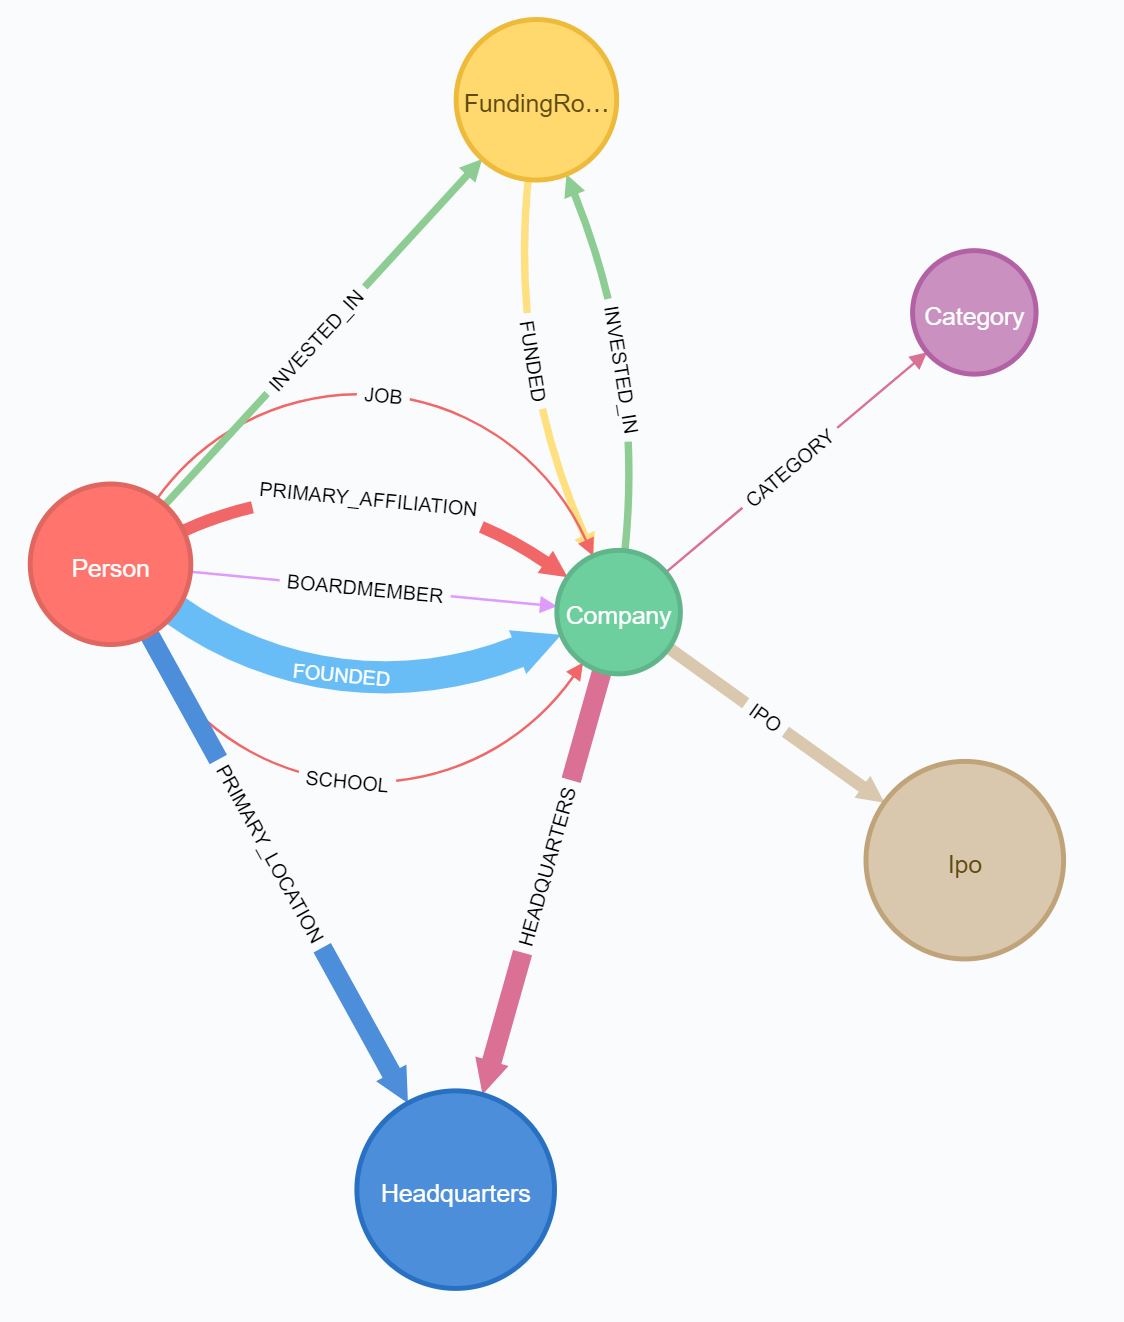 FundingRo...
INVESTED_IN
FUNDED
INVESTED_IN
Category
JOB
CATEGORY
PRIMARY_AFFILIATION
Person
BOARDMEMBER
Company
FOUNDED
IPO
SCHOOL
PRIMARY_LOCATION
HEADQUARTERS
Ipo
Headquarters